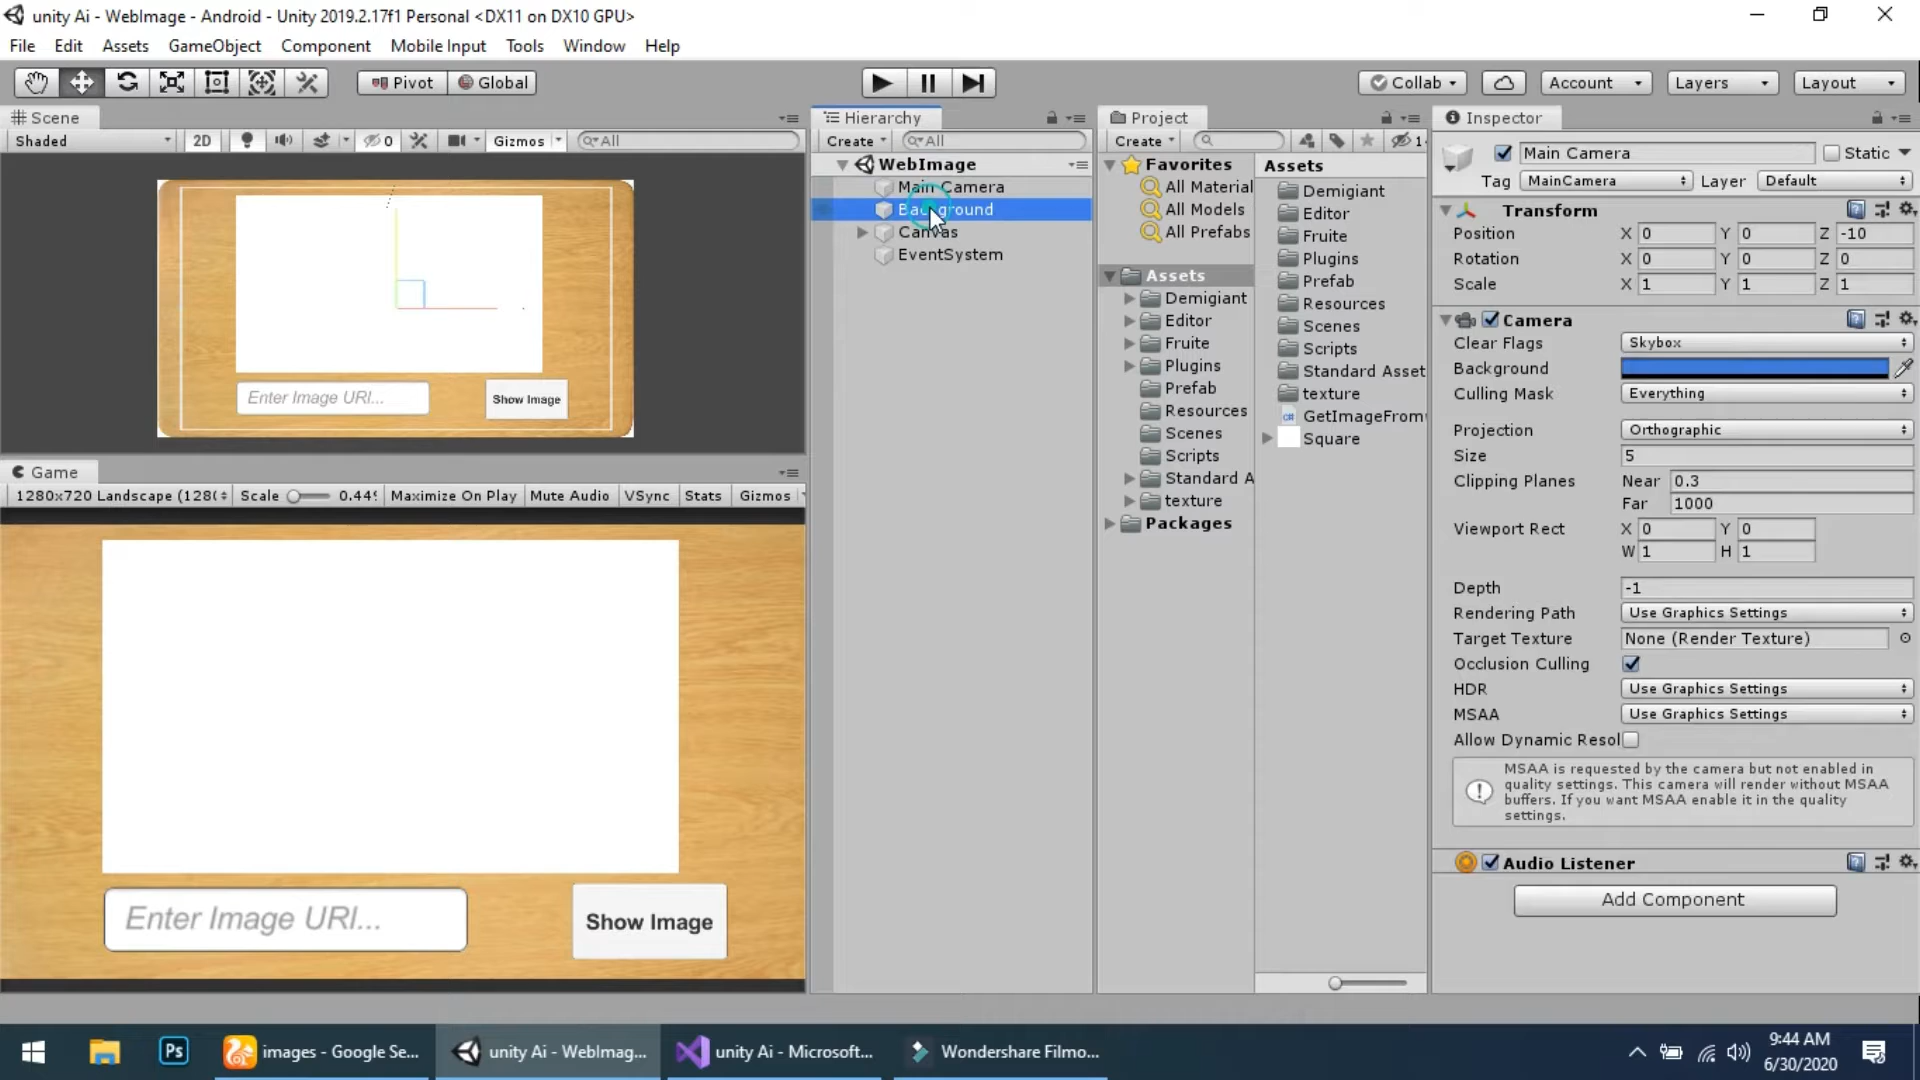 unity Ai - WebImage - Android - Unity 2019.2.17f1 Personal <DX11 on DX10 GPU>
File Edit Assets GameObject Component Mobile Input Tools Window Help
Pivot Global Collab Account Layers Layout
Scene
Shaded 2D 0 Gizmos All
Enter Image URl...
Show Image
Game
1280x720 Landscape (128( Scale 0.44 Maximize On Play Mute Audio VSync Stats Gizmos
Enter Image URl...
Show Image
Hierarchy
Create All
WebImage
Main Camera
Background
Canvas
EventSystem
Project
Create 1
Favorites
All Material
All Models
All Prefabs
Assets
Demigiant
Editor
Fruite
Plugins
Prefab
Resources
Scenes
Scripts
Standard A
texture
Packages
Assets
Demigiant
Editor
Fruite
Plugins
Prefab
Resources
Scenes
Scripts
Standard Asset
texture
GetImageFrom
Square
Inspector
Main Camera Static
Tag MainCamera Layer Default
Transform
Position X 0 Y 0 Z -10
Rotation X 0 Y 0 Z 0
Scale X 1 Y 1 Z 1
Camera
Clear Flags Skybox
Background
Culling Mask Everything
Projection Orthographic
Size 5
Clipping Planes Near 0.3
Far 1000
Viewport Rect X 0 Y 0
W 1 H 1
Depth -1
Rendering Path Use Graphics Settings
Target Texture None (Render Texture)
Occlusion Culling
HDR Use Graphics Settings
MSAA Use Graphics Settings
Allow Dynamic Resol
MSAA is requested by the camera but not enabled in
quality settings. This camera will render without MSAA
buffers. If you want MSAA enable it in the quality
settings.
Audio Listener
Add Component
Ps images - Google Se... unity Ai - WebImag... unity Ai - Microsoft... Wondershare Filmo...
9:44 AM
6/30/2020